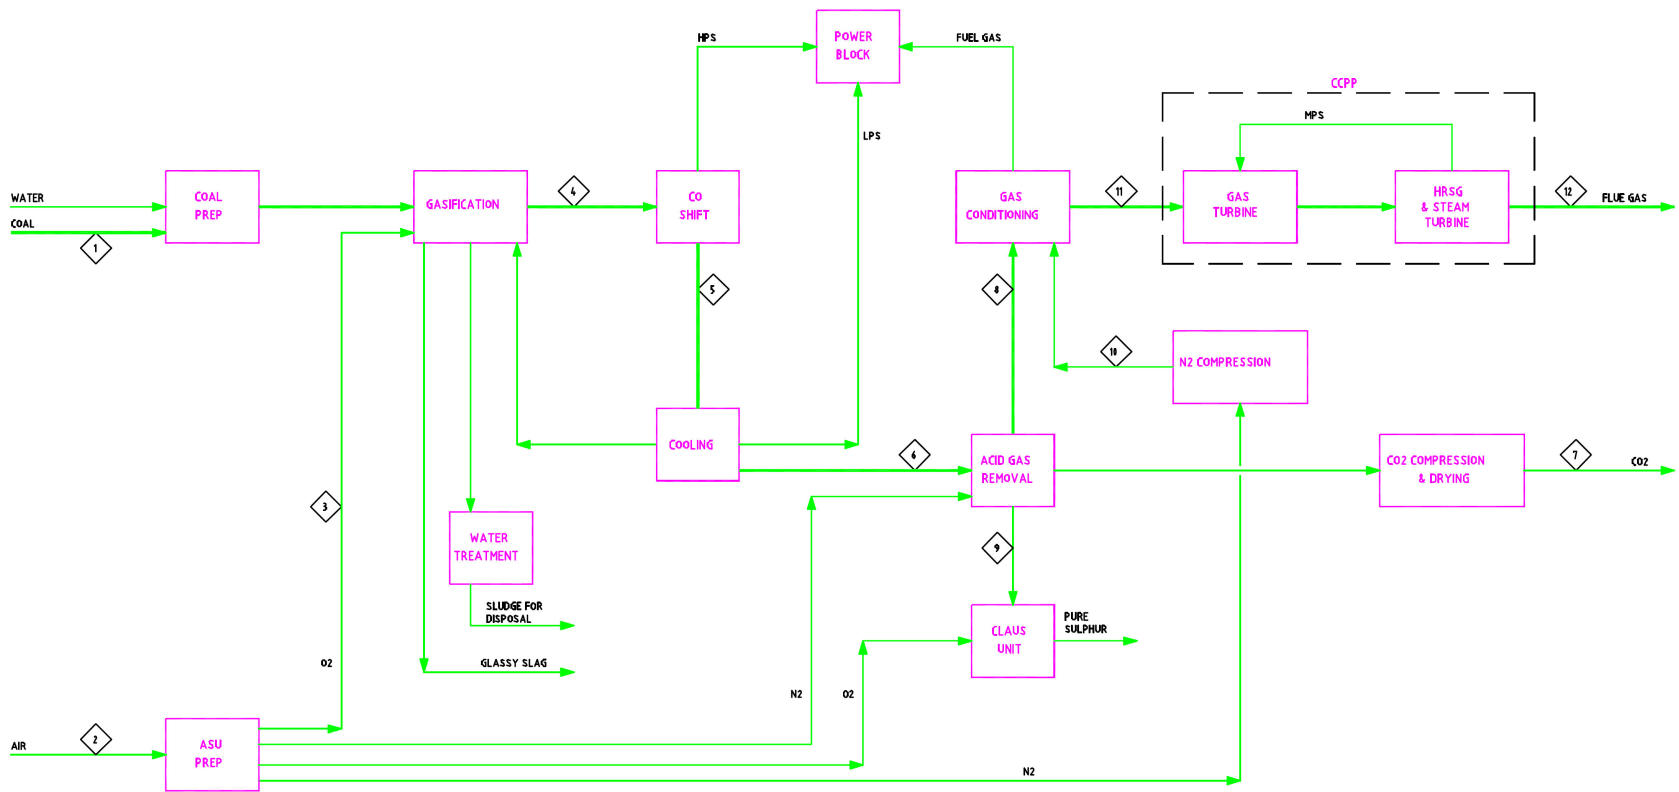 POWER
BLOCK
HPS
FUEL GAS
CCPP
MPS
LPS
WATER
COAL
1
COAL
PREP
GASIFICATION
4
CO
SHIFT
GAS
CONDITIONING
11
GAS
TURBINE
HRSG
& STEAM
TURBINE
12
FLUE GAS
5
8
10
N2 COMPRESSION
COOLING
6
ACID GAS
REMOVAL
CO2 COMPRESSION
& DRYING
7
CO2
3
WATER
TREATMENT
9
SLUDGE FOR
DISPOSAL
CLAUS
UNIT
PURE
SULPHUR
O2
GLASSY SLAG
N2
O2
AIR
2
ASU
PREP
N2